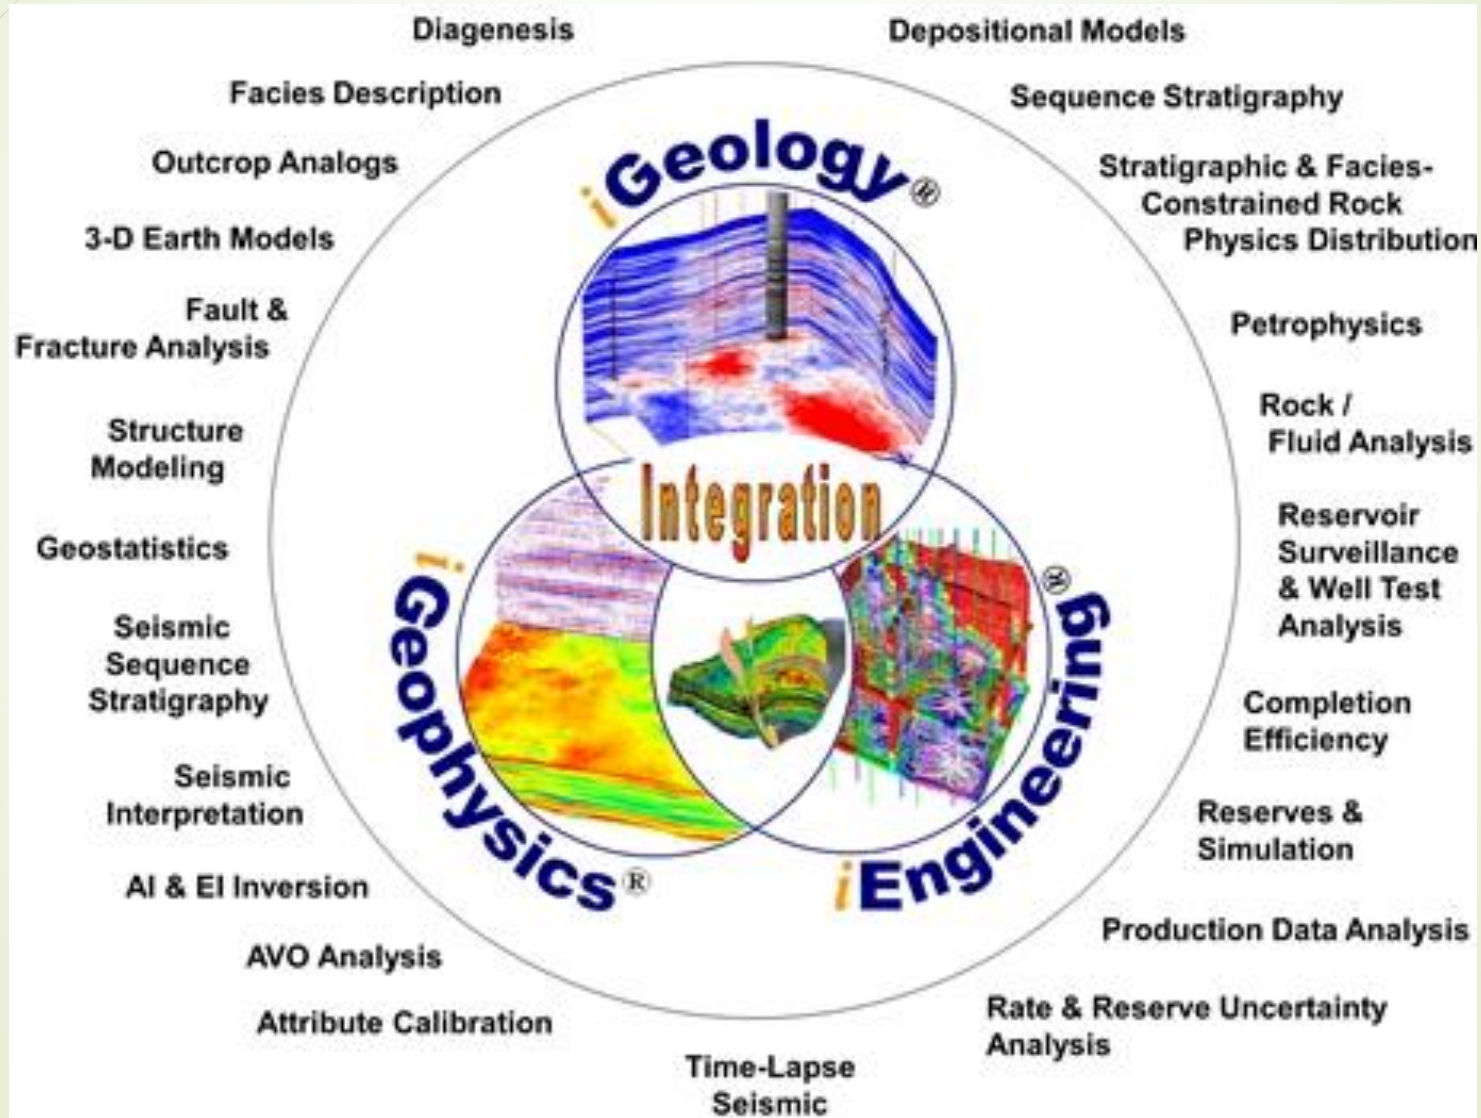 Diagenesis
Depositional Models
Facies Description
Sequence Stratigraphy
Outcrop Analogs
Stratigraphic & Facies-
Constrained Rock
Physics Distribution
3-D Earth Models
Fault &
Fracture Analysis
Petrophysics
Structure
Modeling
Rock /
Fluid Analysis
Geostatistics
Reservoir
Surveillance
& Well Test
Analysis
Seismic
Sequence
Stratigraphy
Completion
Efficiency
Seismic
Interpretation
Reserves &
Simulation
AI & EI Inversion
Production Data Analysis
AVO Analysis
Attribute Calibration
Rate & Reserve Uncertainty
Analysis
Time-Lapse
Seismic
iGeology®
Integration
iGeophysics®
iEngineering®